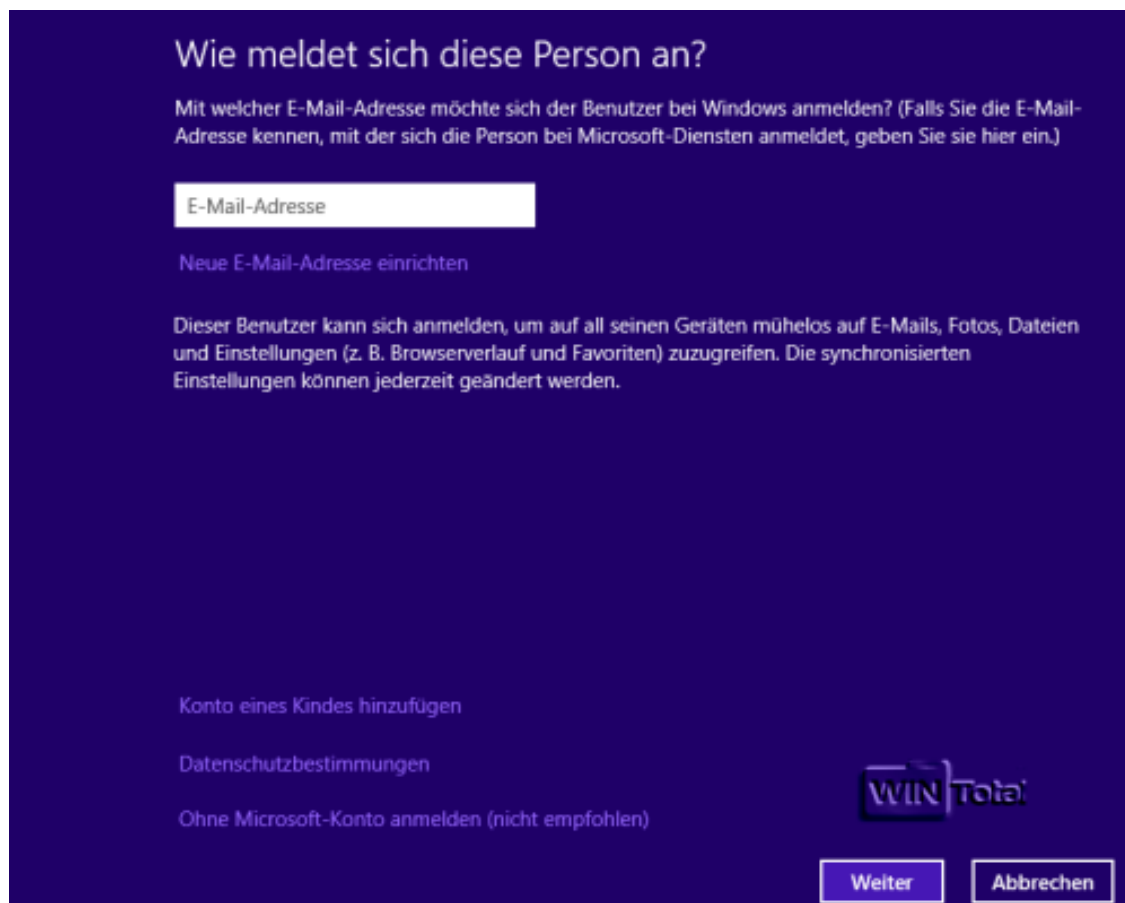 Wie meldet sich diese Person an?
Mit welcher E-Mail-Adresse möchte sich der Benutzer bei Windows anmelden? (Falls Sie die E-Mail-
Adresse kennen, mit der sich die Person bei Microsoft-Diensten anmeldet, geben Sie sie hier ein.)
E-Mail-Adresse
Neue E-Mail-Adresse einrichten
Dieser Benutzer kann sich anmelden, um auf all seinen Geräten mühelos auf E-Mails, Fotos, Dateien
und Einstellungen (z. B. Browserverlauf und Favoriten) zuzugreifen. Die synchronisierten
Einstellungen können jederzeit geändert werden.
Konto eines Kindes hinzufügen
Datenschutzbestimmungen
WIN Total
Ohne Microsoft-Konto anmelden (nicht empfohlen)
Weiter
Abbrechen